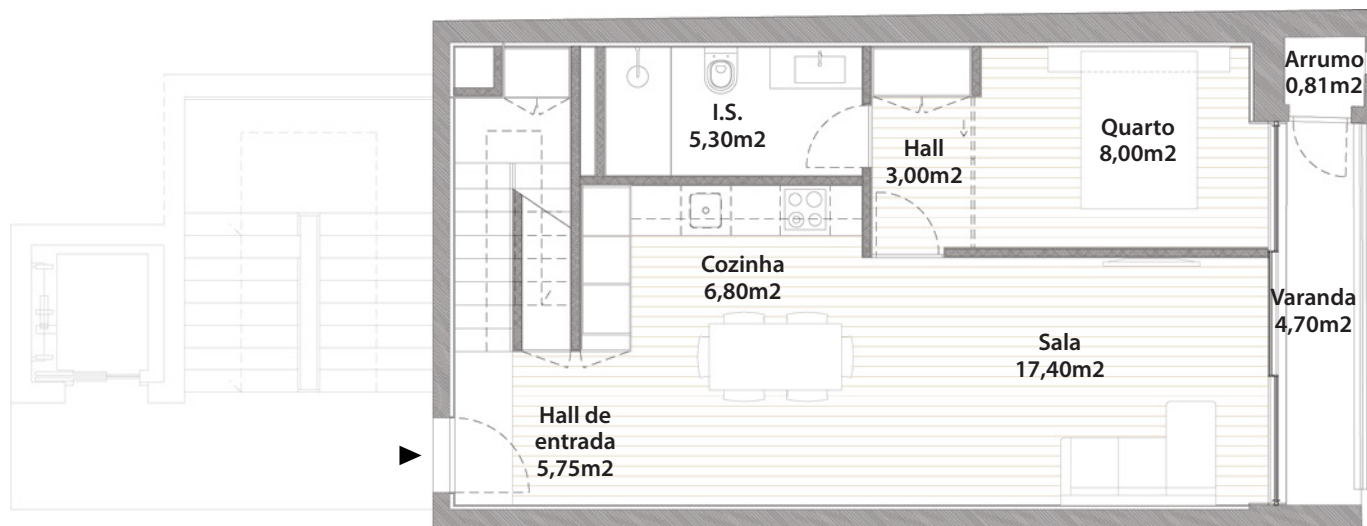 Arrumo
0,81m2
I.S.
5,30m2
Quarto
8,00m2
Hall
3,00m2
Cozinha
6,80m2
Varanda
4,70m2
Sala
17,40m2
Hall de
entrada
5,75m2